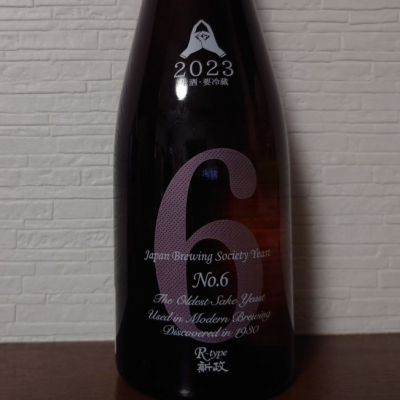 2023
生酒・要冷蔵
6
Japan Brewing Society Yeast
No.6
The Oldest Sake Yeast
Used in Modern Brewing
Discovered in 1930
R-type
新政